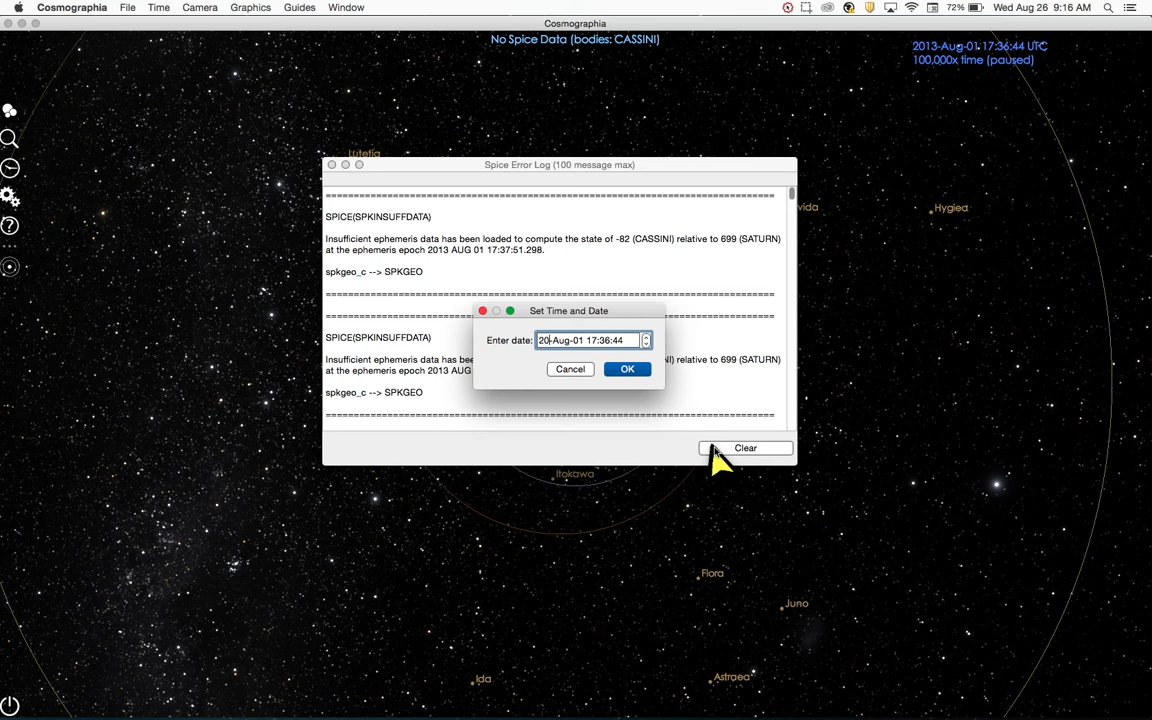 Cosmographia File Time Camera Graphics Guides Window 72% Wed Aug 26 9:16 AM
Cosmographia
No Spice Data (bodies: CASSINI)
2013-Aug-01 17:36:44 UTC
100,000x time (paused)
Lutetia
Spice Error Log (100 message max)
================================================================================
SPICE(SPKINSUFFDATA)
vida
Hygied
Insufficient ephemeris data has been loaded to compute the state of -82 (CASSINI) relative to 699 (SATURN)
at the ephemeris epoch 2013 AUG 01 17:37:51.298.
spkgeo_c --> SPKGEO
================================================================================
Set Time and Date
================================================================================
SPICE(SPKINSUFFDATA)
Enter date: 20-Aug-01 17:36:44
Insufficient ephemeris data has bee NI) relative to 699 (SATURN)
at the ephemeris epoch 2013 AUG
Cancel OK
spkgeo_c --> SPKGEO
================================================================================
Clear
Itokawa
Flora
Juno
Ida
Astraea